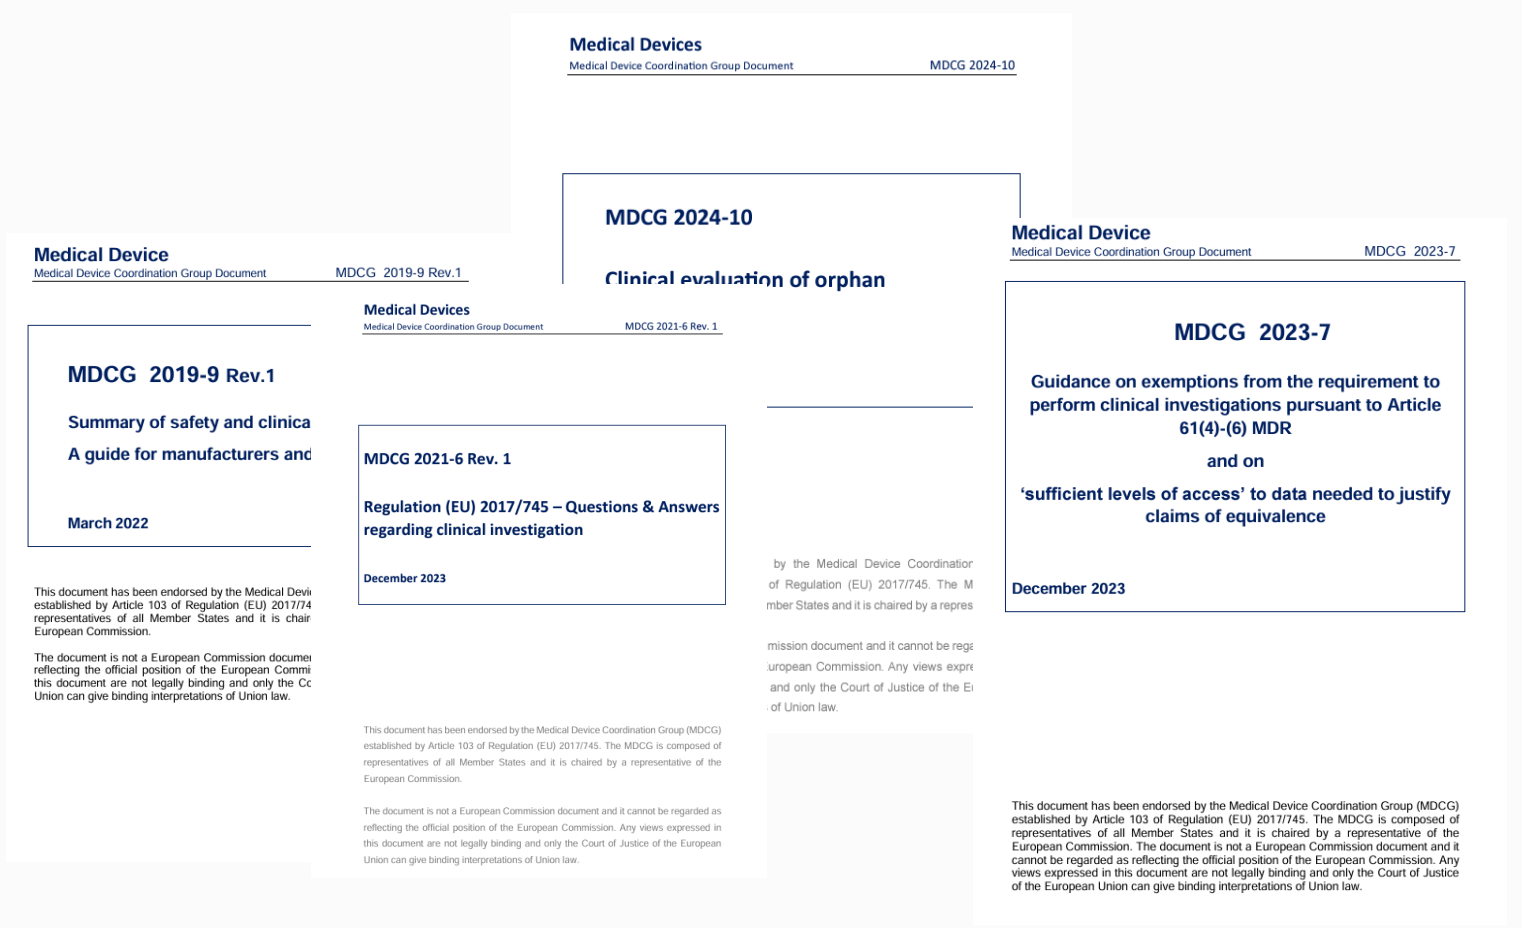 Medical Devices
Medical Device Coordination Group Document MDCG 2024-10
MDCG 2024-10
Clinical evaluation of orphan
by the Medical Device Coordination
of Regulation (EU) 2017/745. The M
mber States and it is chaired by a repres
mission document and it cannot be rega
uropean Commission. Any views expre
and only the Court of Justice of the E
of Union law.
Medical Device
Medical Device Coordination Group Document MDCG 2019-9 Rev.1
MDCG 2019-9 Rev.1
Summary of safety and clinica
A guide for manufacturers and
March 2022
This document has been endorsed by the Medical Devi
established by Article 103 of Regulation (EU) 2017/74
representatives of all Member States and it is chair
European Commission.
The document is not a European Commission documen
reflecting the official position of the European Commi
this document are not legally binding and only the Co
Union can give binding interpretations of Union law.
Medical Devices
Medical Device Coordination Group Document MDCG 2021-6 Rev. 1
MDCG 2021-6 Rev. 1
Regulation (EU) 2017/745 – Questions & Answers
regarding clinical investigation
December 2023
This document has been endorsed by the Medical Device Coordination Group (MDCG)
established by Article 103 of Regulation (EU) 2017/745. The MDCG is composed of
representatives of all Member States and it is chaired by a representative of the
European Commission.
The document is not a European Commission document and it cannot be regarded as
reflecting the official position of the European Commission. Any views expressed in
this document are not legally binding and only the Court of Justice of the European
Union can give binding interpretations of Union law.
Medical Device
Medical Device Coordination Group Document MDCG 2023-7
MDCG 2023-7
Guidance on exemptions from the requirement to
perform clinical investigations pursuant to Article
61(4)-(6) MDR
and on
‘sufficient levels of access’ to data needed to justify
claims of equivalence
December 2023
This document has been endorsed by the Medical Device Coordination Group (MDCG)
established by Article 103 of Regulation (EU) 2017/745. The MDCG is composed of
representatives of all Member States and it is chaired by a representative of the
European Commission. The document is not a European Commission document and it
cannot be regarded as reflecting the official position of the European Commission. Any
views expressed in this document are not legally binding and only the Court of Justice
of the European Union can give binding interpretations of Union law.